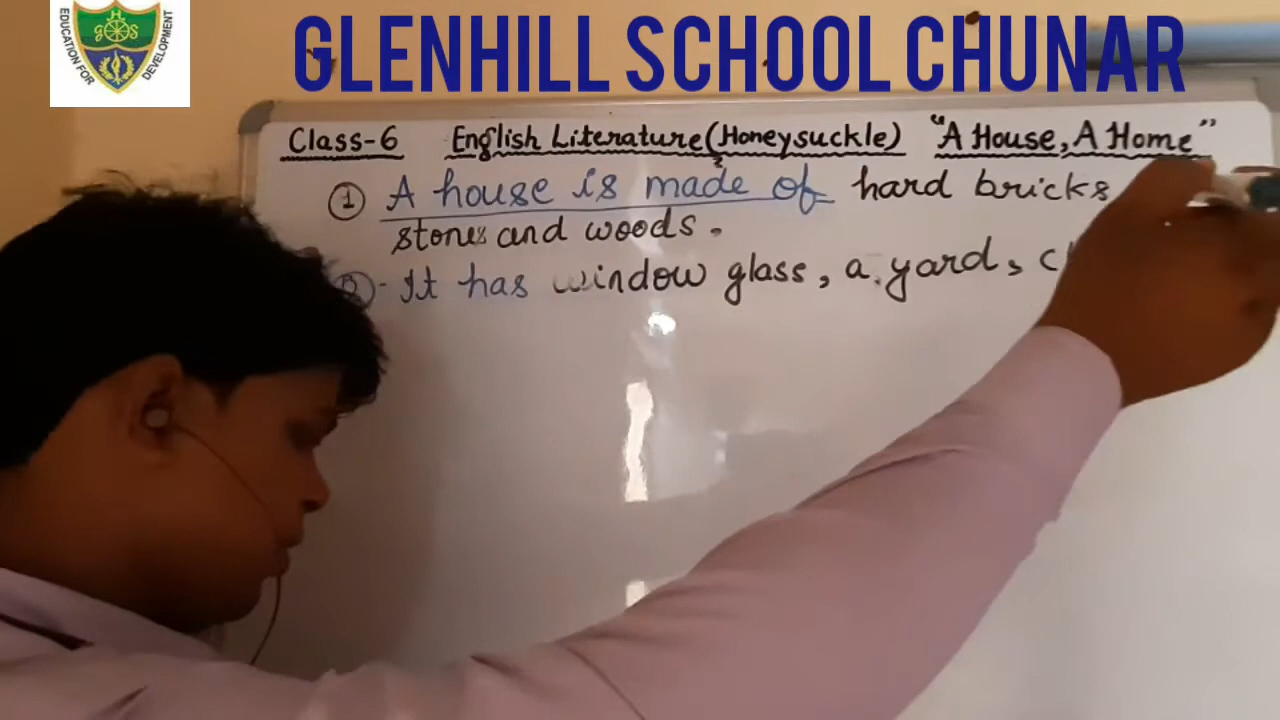 EDUCATION FOR DEVELOPMENT
GHS
GLENHILL SCHOOL CHUNAR
Class-6 English Literature (Honeysuckle) "A House, A Home"
① A house is made of hard bricks
stones and woods.
②- It has window glass, a yard,